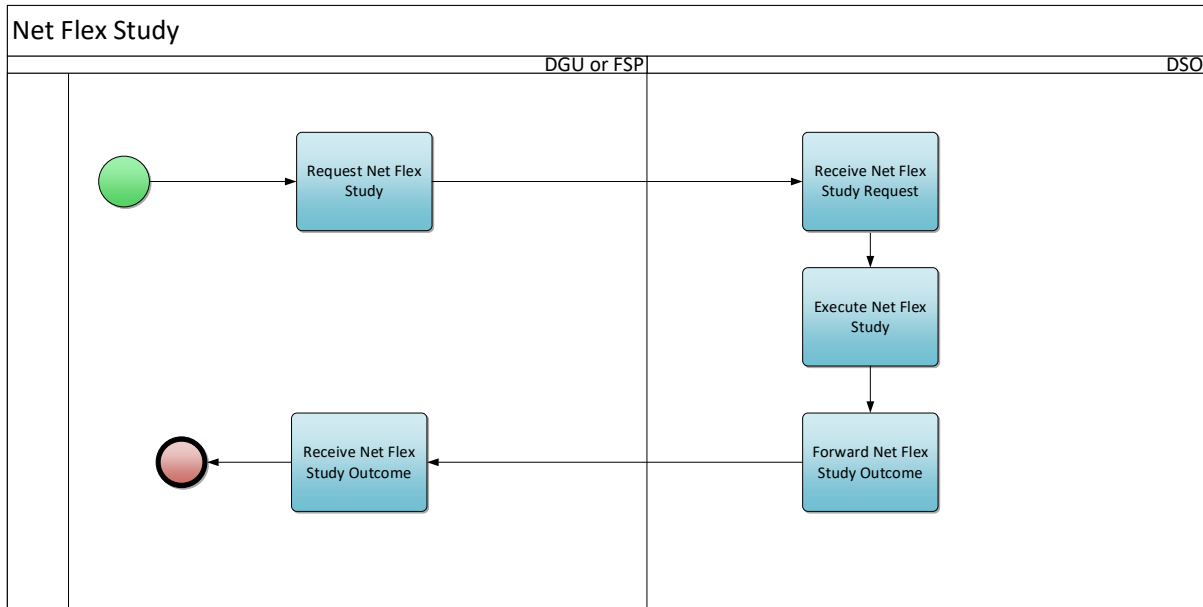 Net Flex Study
DGU or FSP
DSO
Request Net Flex
Study
Receive Net Flex
Study Request
Execute Net Flex
Study
Receive Net Flex
Study Outcome
Forward Net Flex
Study Outcome